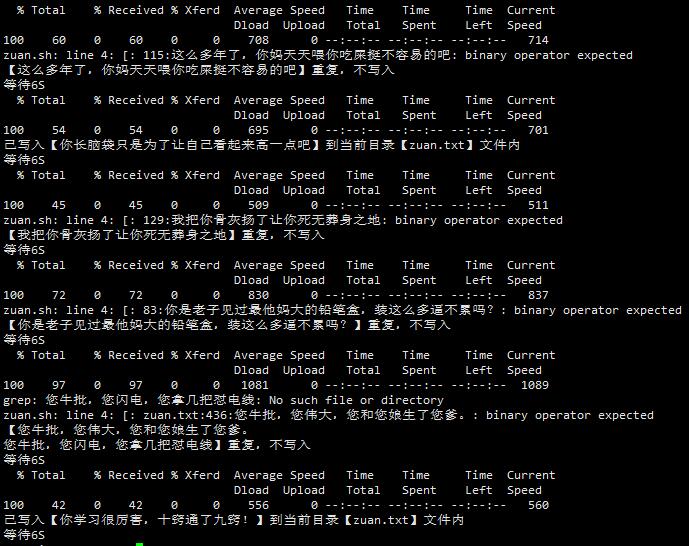 % Total % Received % Xferd Average Speed Time Time Time Current
Dload Upload Total Spent Left Speed
100 60 0 60 0 0 708 0 --:--:-- --:--:-- --:--:-- 714
zuan.sh: line 4: [: 115:这么多年了，你妈天天喂你吃屎挺不容易的吧: binary operator expected
【这么多年了，你妈天天喂你吃屎挺不容易的吧】重复，不写入
等待6S
% Total % Received % Xferd Average Speed Time Time Time Current
Dload Upload Total Spent Left Speed
100 54 0 54 0 0 695 0 --:--:-- --:--:-- --:--:-- 701
已写入【你长脑袋只是为了让自己看起来高一点吧】到当前目录【zuan.txt】文件内
等待6S
% Total % Received % Xferd Average Speed Time Time Time Current
Dload Upload Total Spent Left Speed
100 45 0 45 0 0 509 0 --:--:-- --:--:-- --:--:-- 511
zuan.sh: line 4: [: 129:我把你骨灰扬了让你死无葬身之地: binary operator expected
【我把你骨灰扬了让你死无葬身之地】重复，不写入
等待6S
% Total % Received % Xferd Average Speed Time Time Time Current
Dload Upload Total Spent Left Speed
100 72 0 72 0 0 830 0 --:--:-- --:--:-- --:--:-- 837
zuan.sh: line 4: [: 83:你是老子见过最他妈大的铅笔盒，装这么多逼不累吗？: binary operator expected
【你是老子见过最他妈大的铅笔盒，装这么多逼不累吗？】重复，不写入
等待6S
% Total % Received % Xferd Average Speed Time Time Time Current
Dload Upload Total Spent Left Speed
100 97 0 97 0 0 1081 0 --:--:-- --:--:-- --:--:-- 1089
grep: 您牛批，您闪电，您拿几把怼电线: No such file or directory
zuan.sh: line 4: [: zuan.txt:436:您牛批，您伟大，您和您娘生了您爹。: binary operator expected
【您牛批，您伟大，您和您娘生了您爹。
您牛批，您闪电，您拿几把怼电线】重复，不写入
等待6S
% Total % Received % Xferd Average Speed Time Time Time Current
Dload Upload Total Spent Left Speed
100 42 0 42 0 0 556 0 --:--:-- --:--:-- --:--:-- 560
已写入【你学习很厉害，十窍通了九窍！】到当前目录【zuan.txt】文件内
等待6S